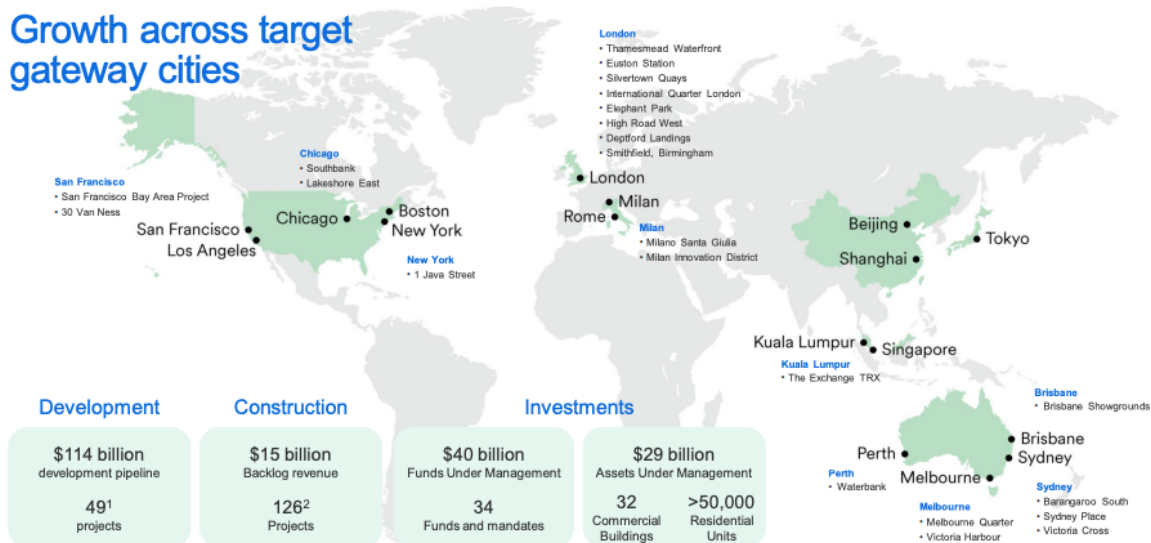 Growth across target
gateway cities
London
• Thamesmead Waterfront
• Euston Station
• Silvertown Quays
• International Quarter London
• Elephant Park
• High Road West
• Deptford Landings
• Smithfield, Birmingham
Chicago
• Southbank
• Lakeshore East
San Francisco
• San Francisco Bay Area Project
• 30 Van Ness
Chicago
Boston
New York
San Francisco
Los Angeles
New York
• 1 Java Street
London
Milan
Rome
Milan
• Milano Santa Giulia
• Milan Innovation District
Beijing
Tokyo
Shanghai
Kuala Lumpur
Singapore
Kuala Lumpur
• The Exchange TRX
Brisbane
• Brisbane Showgrounds
Brisbane
Perth
Sydney
Melbourne
Perth
• Waterbank
Melbourne
• Melbourne Quarter
• Victoria Harbour
Sydney
• Barangaroo South
• Sydney Place
• Victoria Cross
Development
$114 billion
development pipeline
49¹
projects
Construction
$15 billion
Backlog revenue
126²
Projects
Investments
$40 billion
Funds Under Management
34
Funds and mandates
$29 billion
Assets Under Management
32
Commercial
Buildings
>50,000
Residential
Units